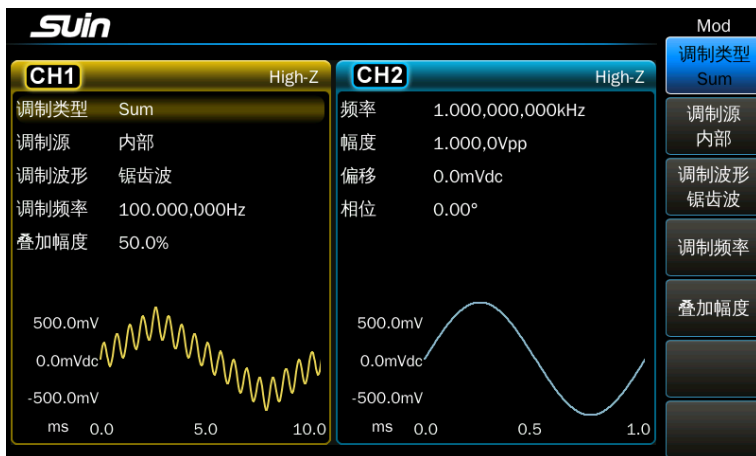 SUin
Mod
CH1 High-Z
调制类型 Sum
调制源 内部
调制波形 锯齿波
调制频率 100.000,000Hz
叠加幅度 50.0%
500.0mV
0.0mVdc
-500.0mV
ms 0.0 5.0 10.0
CH2 High-Z
频率 1.000,000,000kHz
幅度 1.000,0Vpp
偏移 0.0mVdc
相位 0.00°
500.0mV
0.0mVdc
-500.0mV
ms 0.0 0.5 1.0
调制类型
Sum
调制源
内部
调制波形
锯齿波
调制频率
叠加幅度